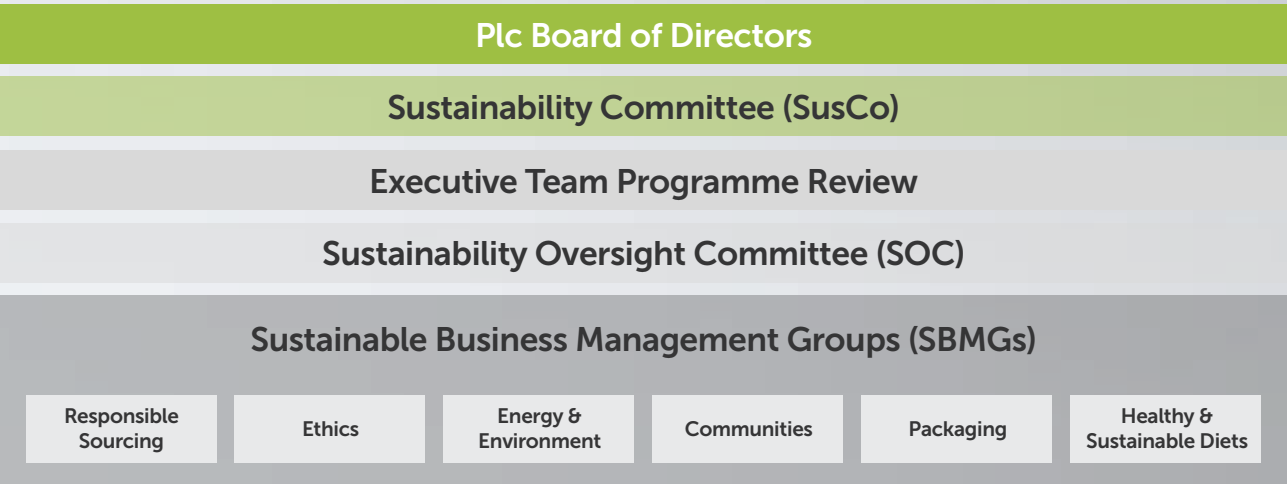 Plc Board of Directors
Sustainability Committee (SusCo)
Executive Team Programme Review
Sustainability Oversight Committee (SOC)
Sustainable Business Management Groups (SBMGs)
Responsible
Sourcing
Ethics
Energy &
Environment
Communities
Packaging
Healthy &
Sustainable Diets